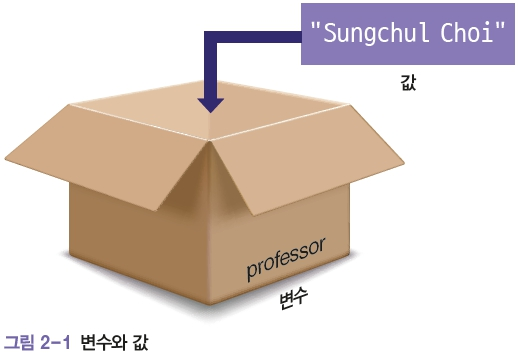 "Sungchul Choi"
값
professor
변수
그림 2-1 변수와 값